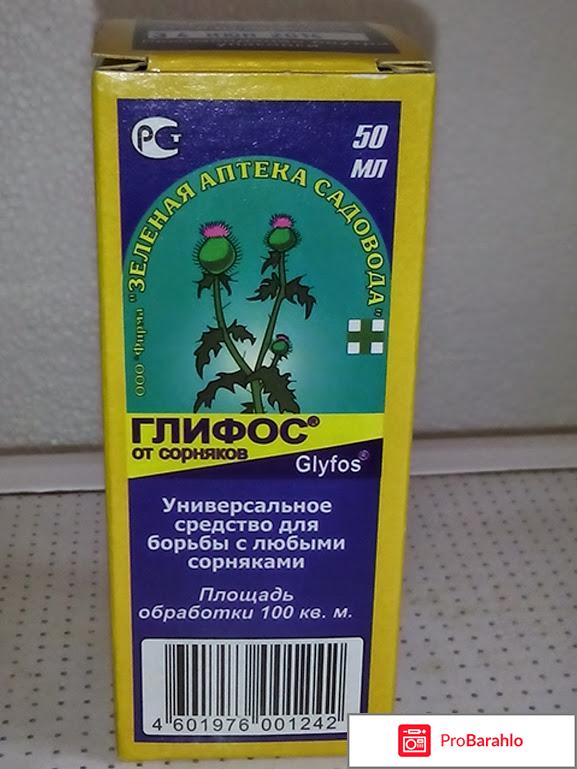 РСТ
50
МЛ
ООО "Фирма "ЗЕЛЕНАЯ АПТЕКА САДОВОДА"
ГЛИФОС®
от сорняков
Glyfos®
Универсальное
средство для
борьбы с любыми
сорняками
Площадь
обработки 100 кв. м.
4 601976 001242
ProBarahlo